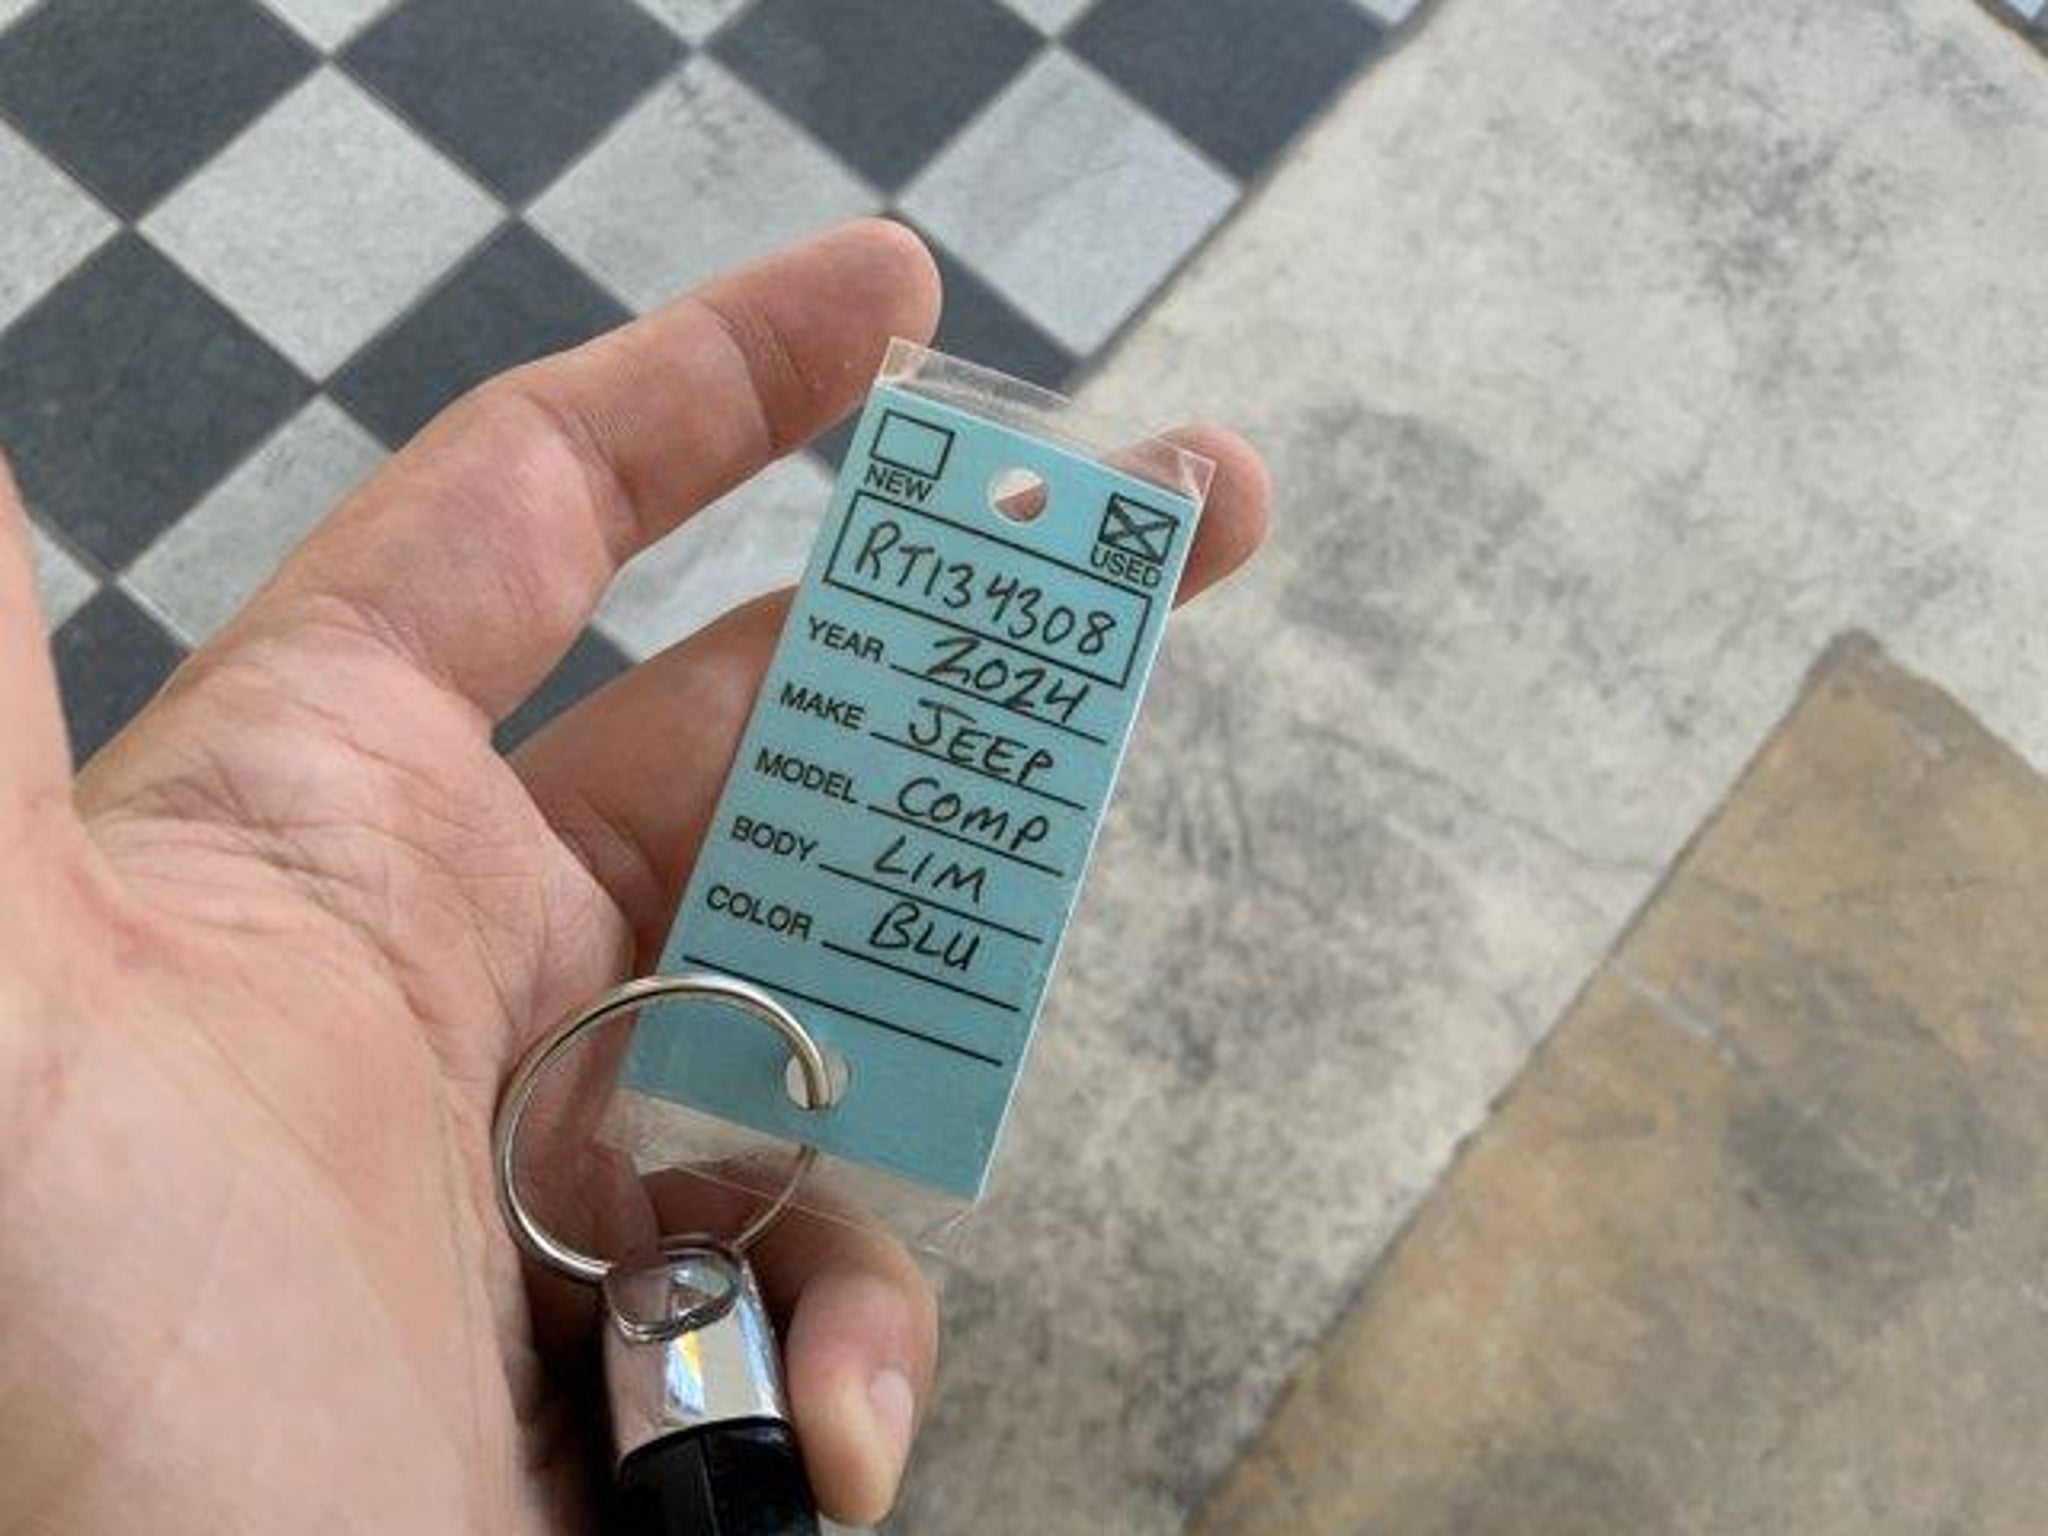 NEW USED
RT134308
YEAR 2024
MAKE JEEP
MODEL COMP
BODY LIM
COLOR BLU